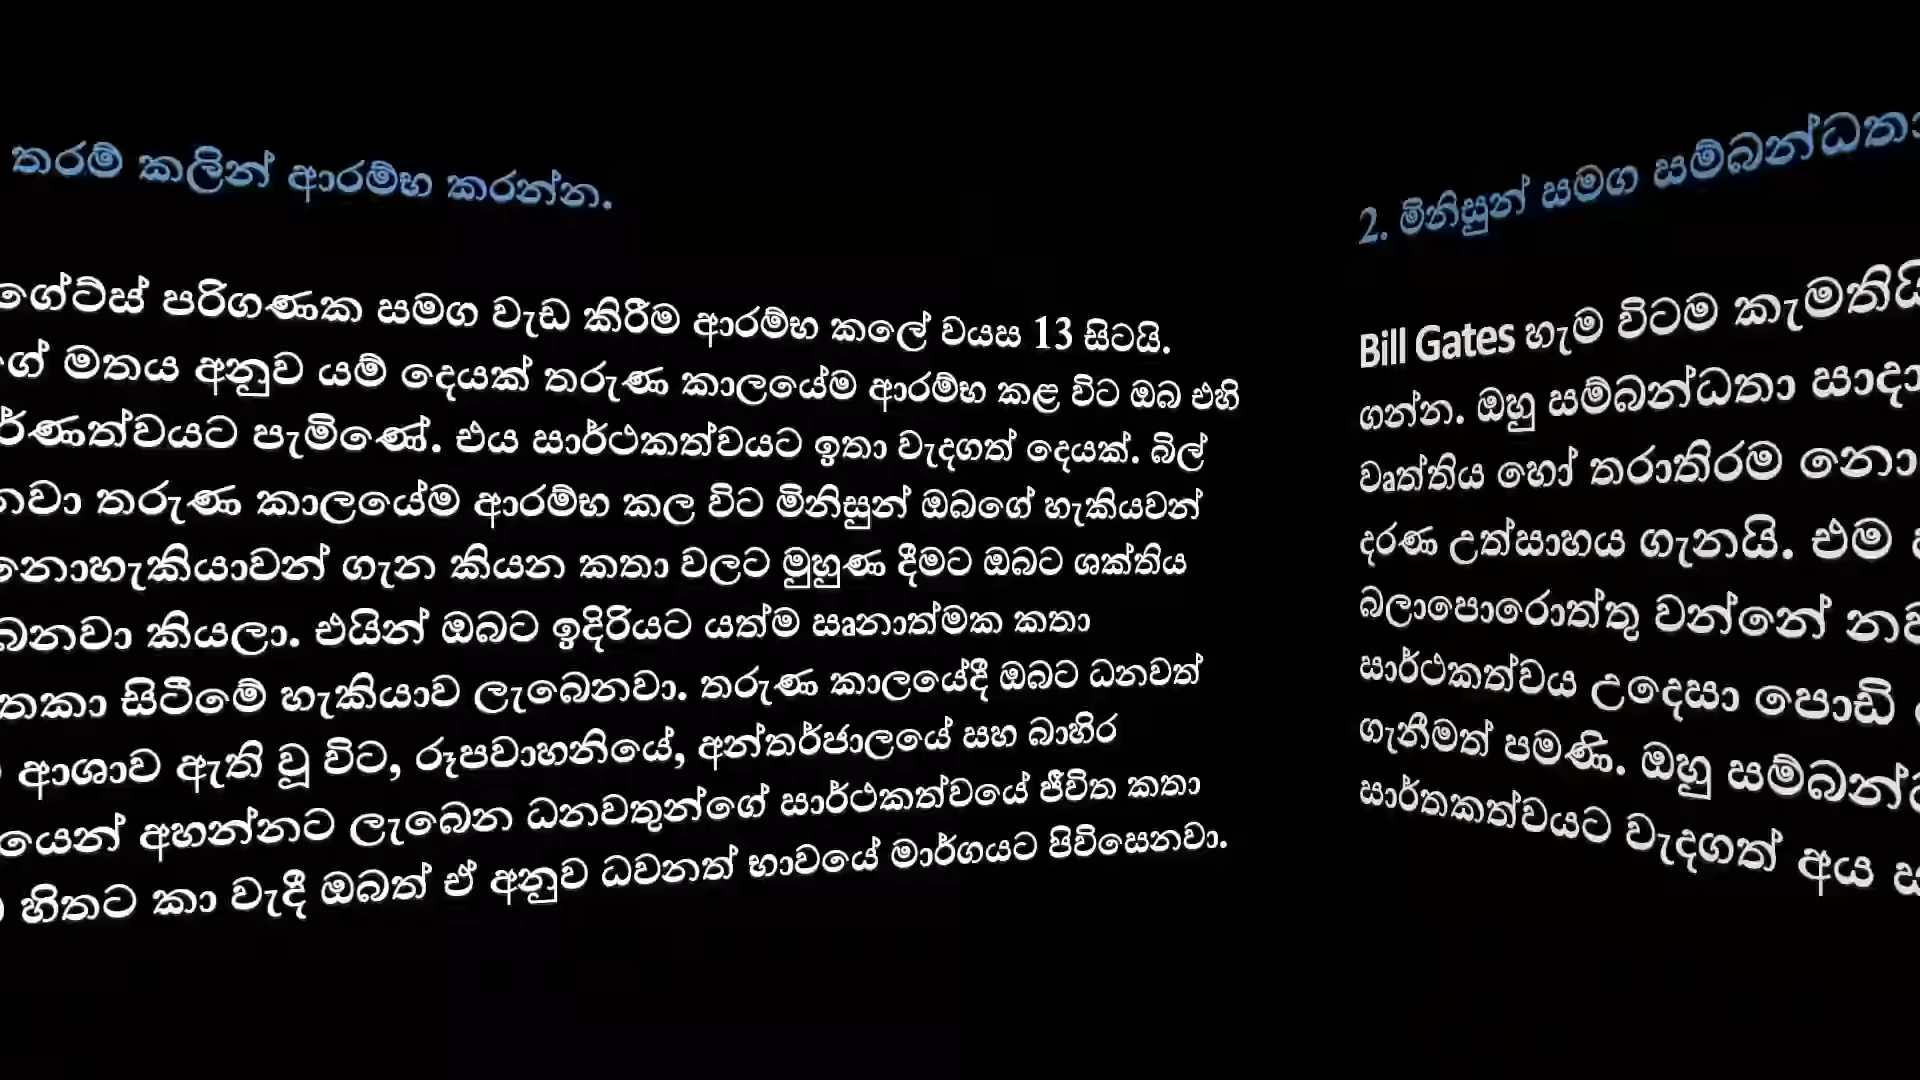 තරම් කලින් ආරම්භ කරන්න.
ගේට්ස් පරිගණක සමග වැඩ කිරීම ආරම්භ කලේ වයස 13 සිටයි.
ගේ මතය අනුව යම් දෙයක් තරුණ කාලයේම ආරම්භ කළ විට ඔබ එහි
ර්ණත්වයට පැමිණේ. එය සාර්ථකත්වයට ඉතා වැදගත් දෙයක්. බිල්
නවා තරුණ කාලයේම ආරම්භ කල විට මිනිසුන් ඔබගේ හැකියවන්
නොහැකියාවන් ගැන කියන කතා වලට මුහුණ දීමට ඔබට ශක්තිය
බනවා කියලා. එයින් ඔබට ඉදිරියට යත්ම සෘනාත්මක කතා
තකා සිටීමේ හැකියාව ලැබෙනවා. තරුණ කාලයේදී ඔබට ධනවත්
ආශාව ඇති වූ විට, රූපවාහනියේ, අන්තර්ජාලයේ සහ බාහිර
යෙන් අහන්නට ලැබෙන ධනවතුන්ගේ සාර්ථකත්වයේ ජීවිත කතා
හිතට කා වැදී ඔබත් ඒ අනුව ධවනත් භාවයේ මාර්ගයට පිවිසෙනවා.
2. මිනිසුන් සමග සම්බන්ධතා
Bill Gates හැම විටම කැමතියි
ගන්න. ඔහු සම්බන්ධතා සාදා
වෘත්තිය හෝ තරාතිරම නො
දරණ උත්සාහය ගැනයි. එම
බලාපොරොත්තු වන්නේ නව
සාර්ථකත්වය උදෙසා පොඩි
ගැනීමත් පමණි. ඔහු සම්බන්ධ
සාර්තකත්වයට වැදගත් අය ස